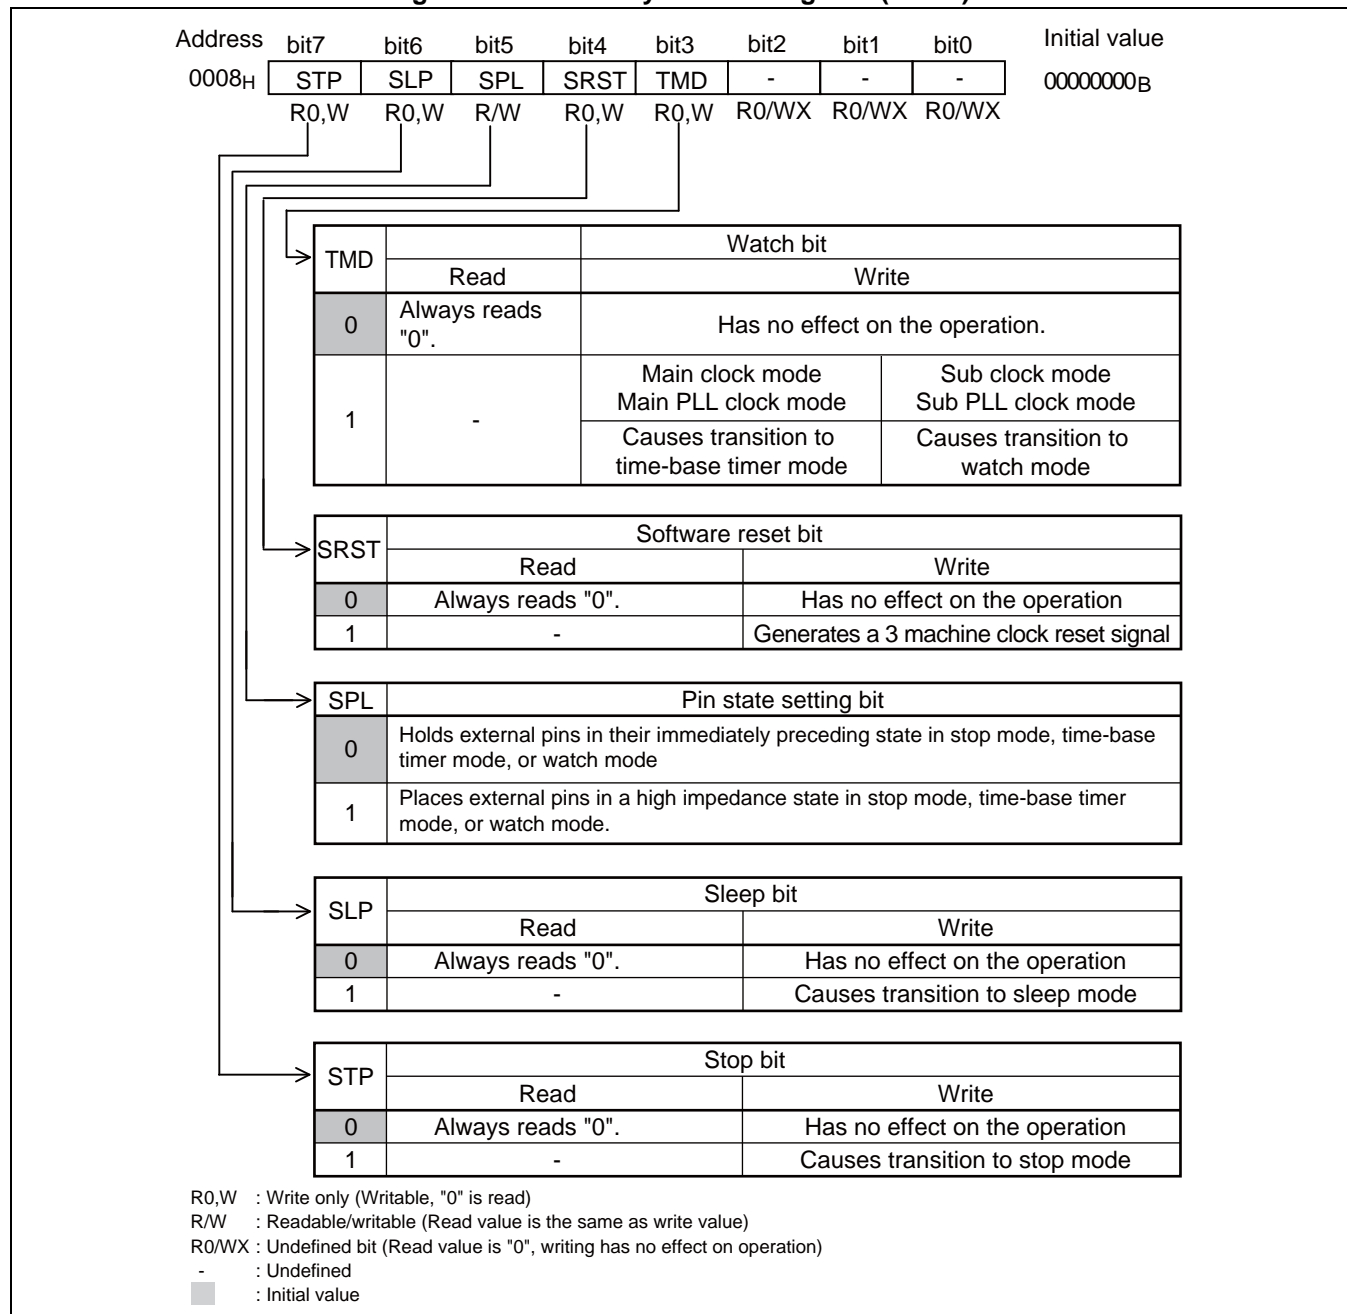 Address bit7 bit6 bit5 bit4 bit3 bit2 bit1 bit0 Initial value
0008H STP SLP SPL SRST TMD - - - 00000000B
R0,W R0,W R/W R0,W R0,W R0/WX R0/WX R0/WX
TMD Watch bit
Read Write
0 Always reads "0". Has no effect on the operation.
1 - Main clock mode Main PLL clock mode Sub clock mode Sub PLL clock mode
Causes transition to time-base timer mode Causes transition to watch mode
SRST Software reset bit
Read Write
0 Always reads "0". Has no effect on the operation
1 - Generates a 3 machine clock reset signal
SPL Pin state setting bit
0 Holds external pins in their immediately preceding state in stop mode, time-base
timer mode, or watch mode
1 Places external pins in a high impedance state in stop mode, time-base timer
mode, or watch mode.
SLP Sleep bit
Read Write
0 Always reads "0". Has no effect on the operation
1 - Causes transition to sleep mode
STP Stop bit
Read Write
0 Always reads "0". Has no effect on the operation
1 - Causes transition to stop mode
R0,W : Write only (Writable, "0" is read)
R/W : Readable/writable (Read value is the same as write value)
R0/WX : Undefined bit (Read value is "0", writing has no effect on operation)
- : Undefined
: Initial value